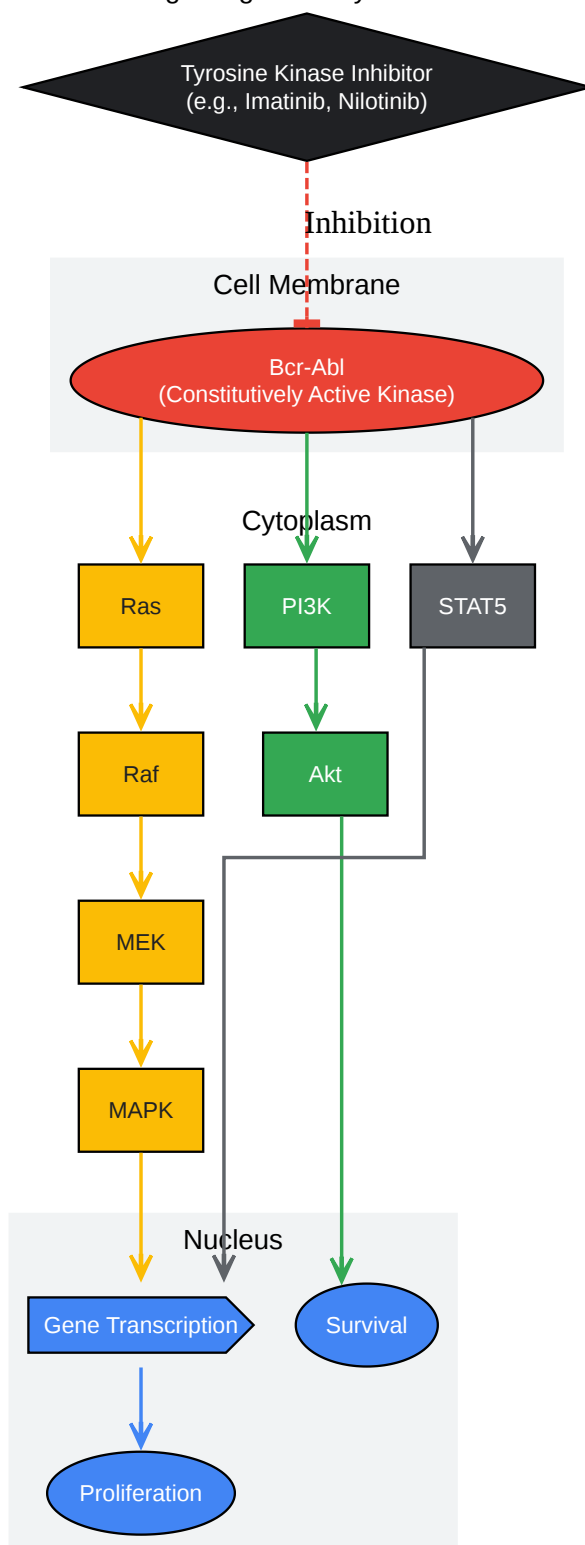 Tyrosine Kinase Inhibitor
(e.g., Imatinib, Nilotinib)
Inhibition
Cell Membrane
Bcr-Abl
(Constitutively Active Kinase)
Cytoplasm
Ras
PI3K
STAT5
Raf
Akt
MEK
MAPK
Nucleus
Gene Transcription
Survival
Proliferation